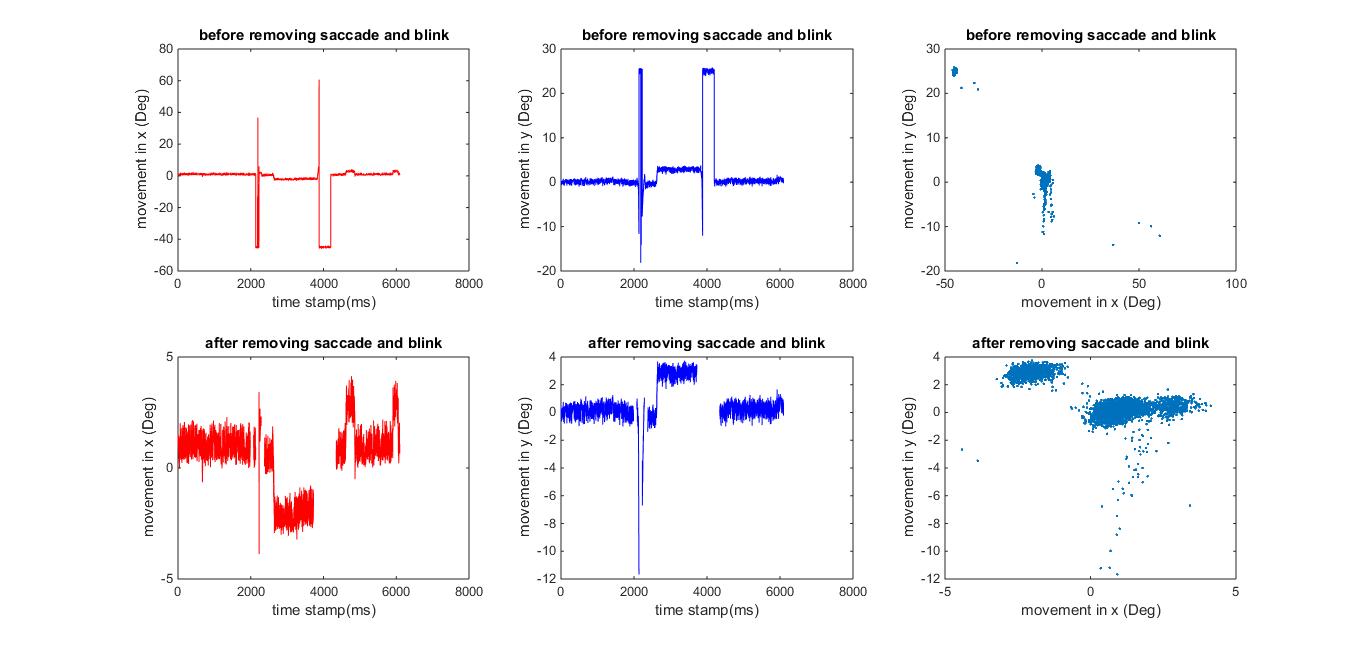 before removing saccade and blink
80
60
40
20
0
-20
-40
-60
movement in x (Deg)
0 2000 4000 6000 8000
time stamp(ms)
before removing saccade and blink
30
20
10
0
-10
-20
movement in y (Deg)
0 2000 4000 6000 8000
time stamp(ms)
before removing saccade and blink
30
20
10
0
-10
-20
movement in y (Deg)
-50 0 50 100
movement in x (Deg)
after removing saccade and blink
5
0
-5
movement in x (Deg)
0 2000 4000 6000 8000
time stamp(ms)
after removing saccade and blink
4
2
0
-2
-4
-6
-8
-10
-12
movement in y (Deg)
0 2000 4000 6000 8000
time stamp(ms)
after removing saccade and blink
4
2
0
-2
-4
-6
-8
-10
-12
movement in y (Deg)
-5 0 5
movement in x (Deg)